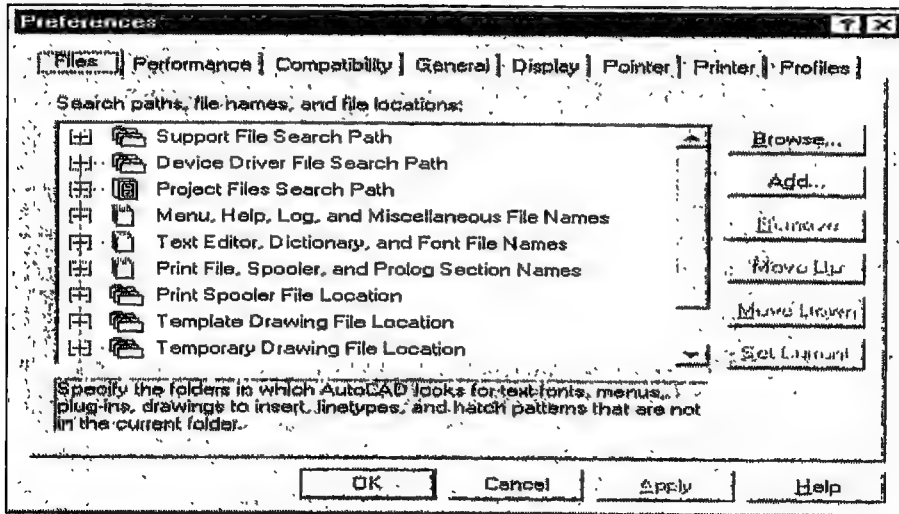 Preferences
Files Performance Compatibility General Display Pointer Printer Profiles
Search paths, file names, and file locations:
Support File Search Path
Device Driver File Search Path
Project Files Search Path
Menu, Help, Log, and Miscellaneous File Names
Text Editor, Dictionary, and Font File Names
Print File, Spooler, and Prolog Section Names
Print Spooler File Location
Template Drawing File Location
Temporary Drawing File Location
Browse...
Add...
Remove
Move Up
Move Down
Set Current
Specify the folders in which AutoCAD looks for text fonts, menus,
plug-ins, drawings to insert, linetypes, and hatch patterns that are not
in the current folder.
OK Cancel Apply Help